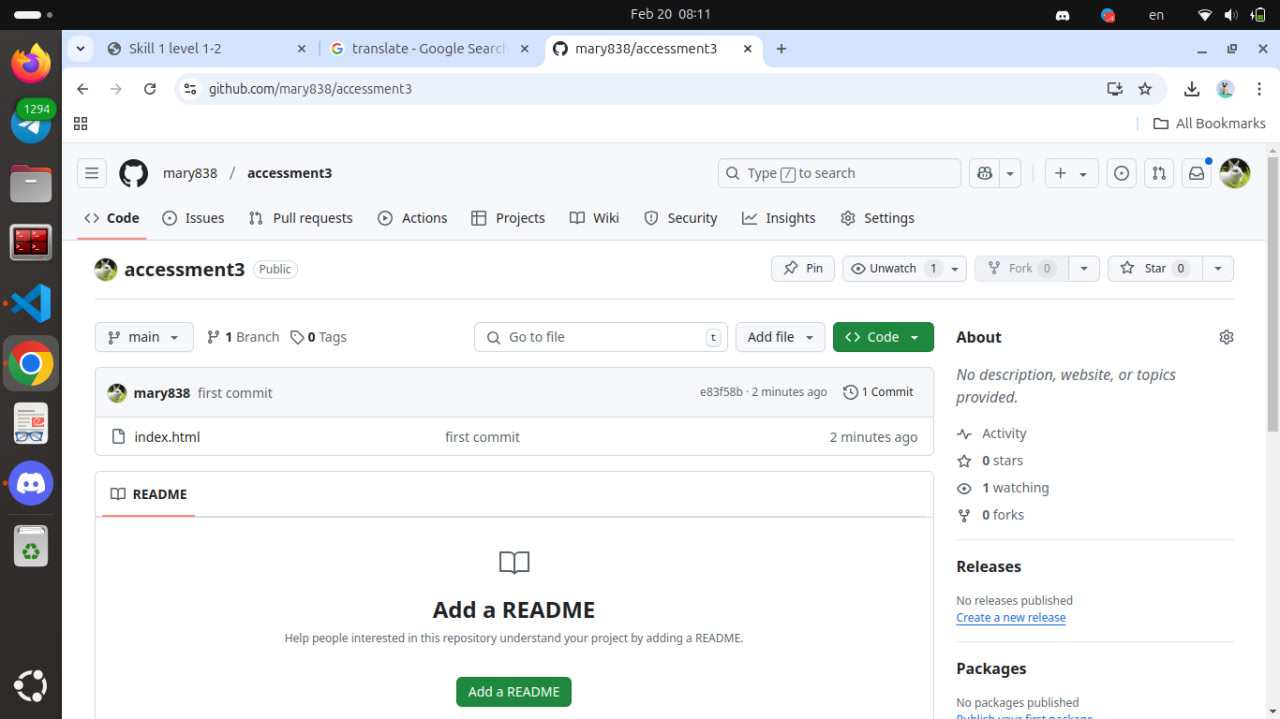 Feb 20 08:11
en
1294
Skill 1 level 1-2
translate - Google Search
mary838/accessment3
github.com/mary838/accessment3
All Bookmarks
mary838 / accessment3
Type / to search
Code
Issues
Pull requests
Actions
Projects
Wiki
Security
Insights
Settings
accessment3 Public
Pin
Unwatch 1
Fork 0
Star 0
main
1 Branch
0 Tags
Go to file t
Add file
Code
mary838 first commit
e83f58b · 2 minutes ago
1 Commit
index.html first commit 2 minutes ago
README
Add a README
Help people interested in this repository understand your project by adding a README.
Add a README
About
No description, website, or topics
provided.
Activity
0 stars
1 watching
0 forks
Releases
No releases published
Create a new release
Packages
No packages published
Publish your first package